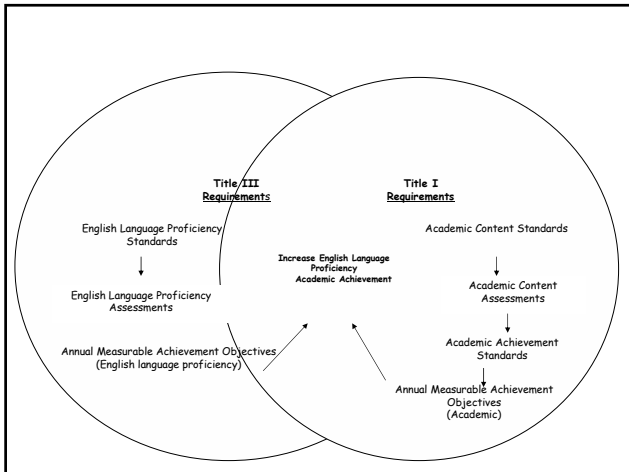 Title III
Requirements
English Language Proficiency
Standards
English Language Proficiency
Assessments
Annual Measurable Achievement Objectives
(English language proficiency)
Increase English Language
Proficiency
Academic Achievement
Title I
Requirements
Academic Content Standards
Academic Content
Assessments
Academic Achievement
Standards
Annual Measurable Achievement
Objectives
(Academic)